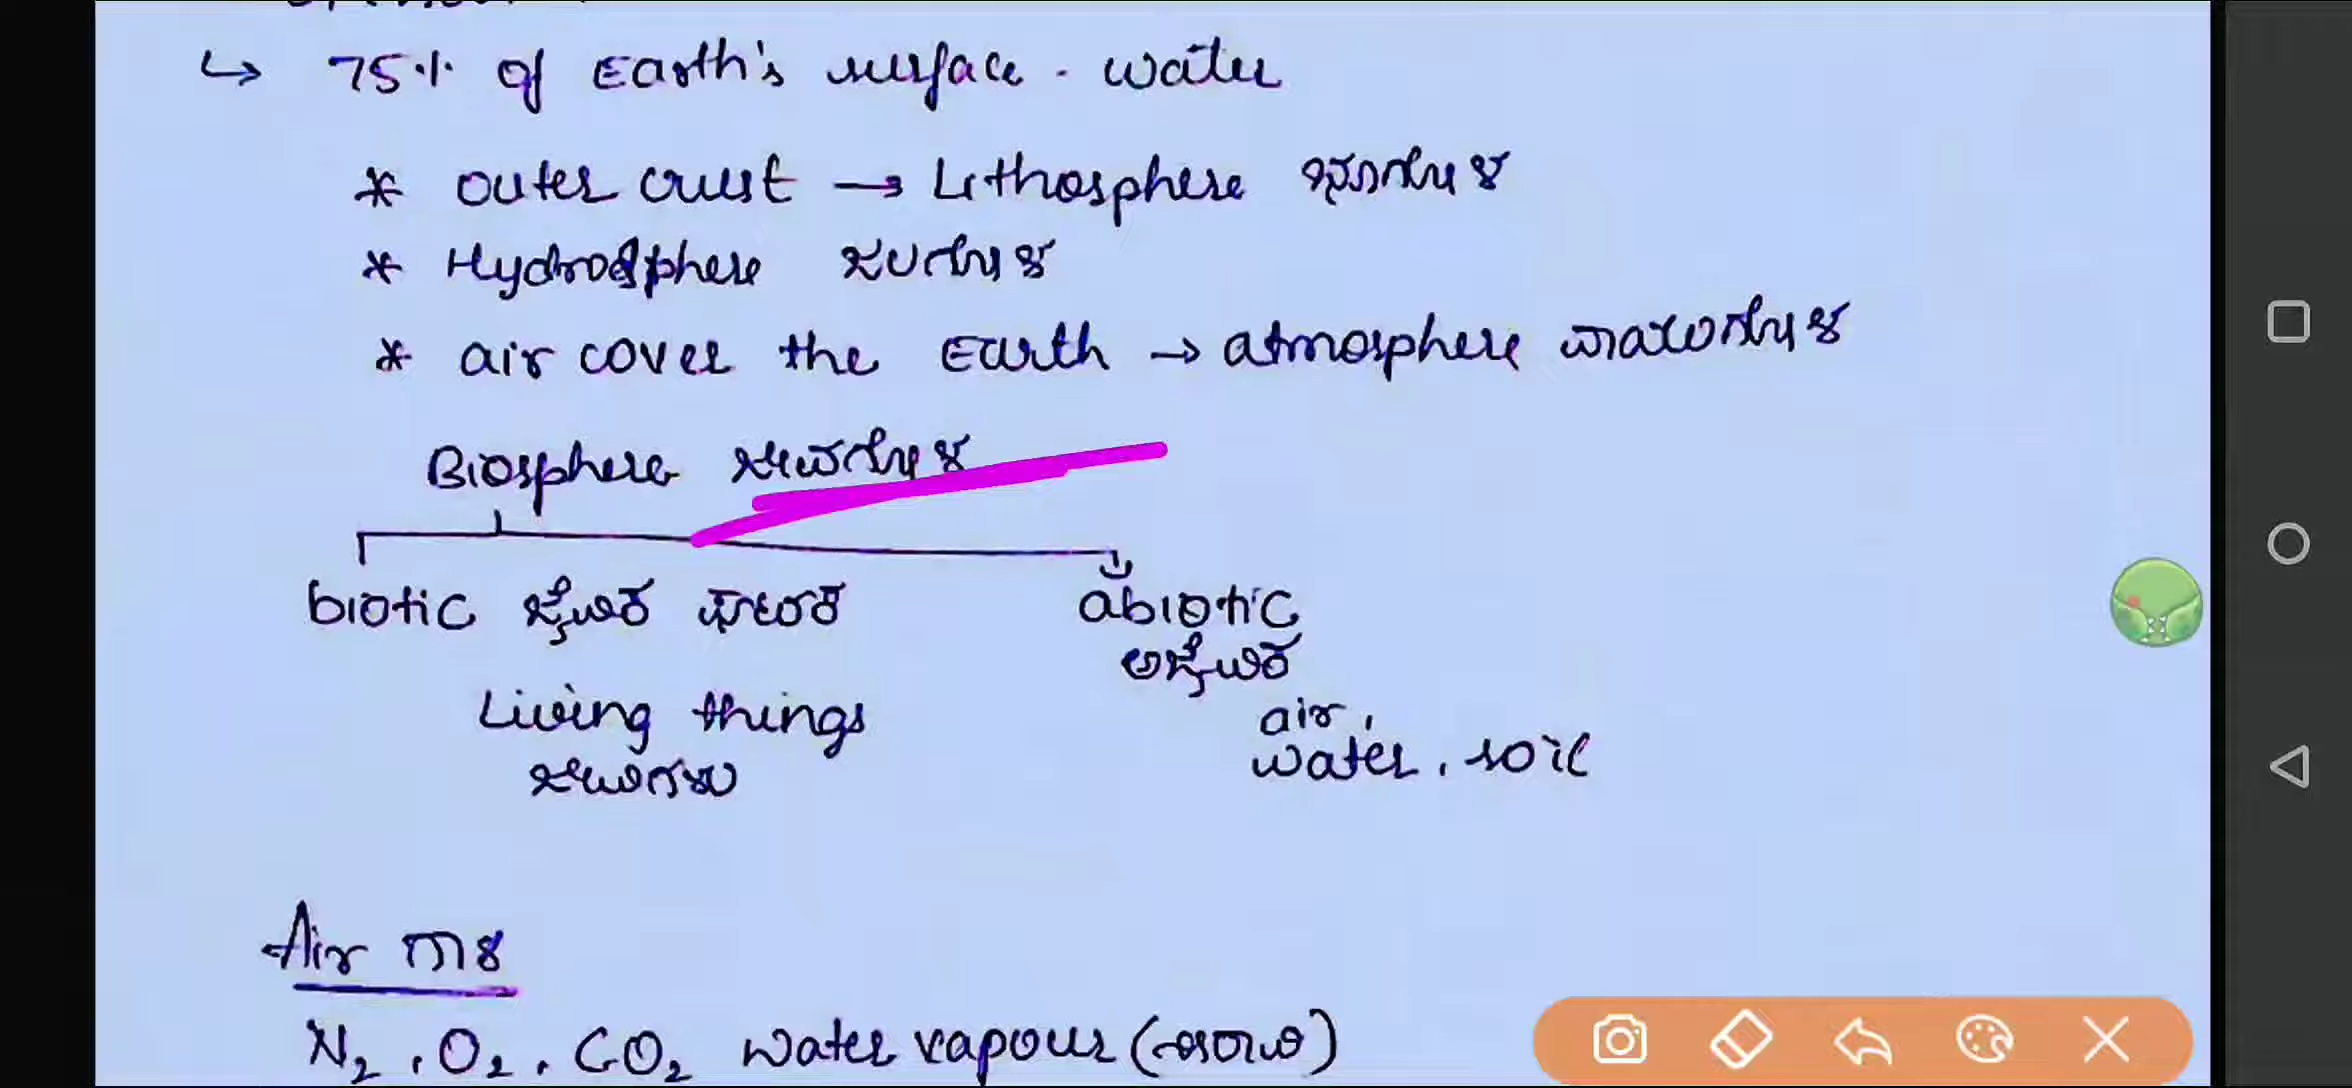 ↳ 75% of Earth's surface - water
* outer crust → Lithosphere ಭೂಗೋಳ
* Hydrosphere ಜಲಗೋಳ
* air cover the Earth → atmosphere ವಾಯುಗೋಳ
Biosphere ಜೀವಗೋಳ
biotic ಜೈವಿಕ ಘಟಕ abiotic
ಅಜೈವಿಕ
Living things air,
ಜೀವಿಗಳು water, soil
Air ಗಾಳಿ
N₂, O₂, CO₂ water vapour (ನೀರಾವಿ)